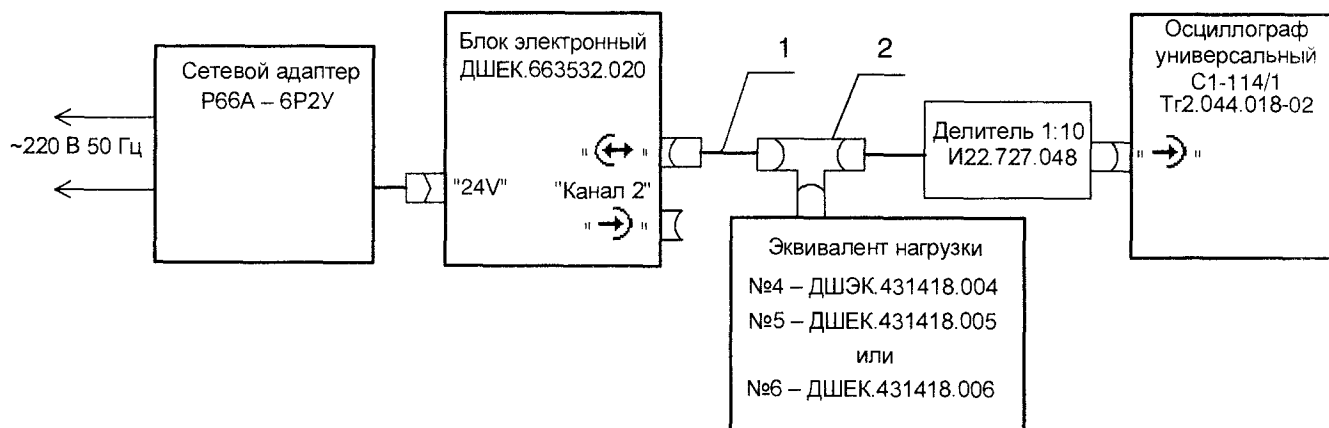 ~220 В 50 Гц
Сетевой адаптер
Р66А – 6Р2У
Блок электронный
ДШЕК.663532.020
"24V"
" "
"Канал 2"
" "
1
2
Делитель 1:10
И22.727.048
Осциллограф
универсальный
С1-114/1
Тг2.044.018-02
" "
Эквивалент нагрузки
№4 – ДШЭК.431418.004
№5 – ДШЕК.431418.005
или
№6 – ДШЕК.431418.006